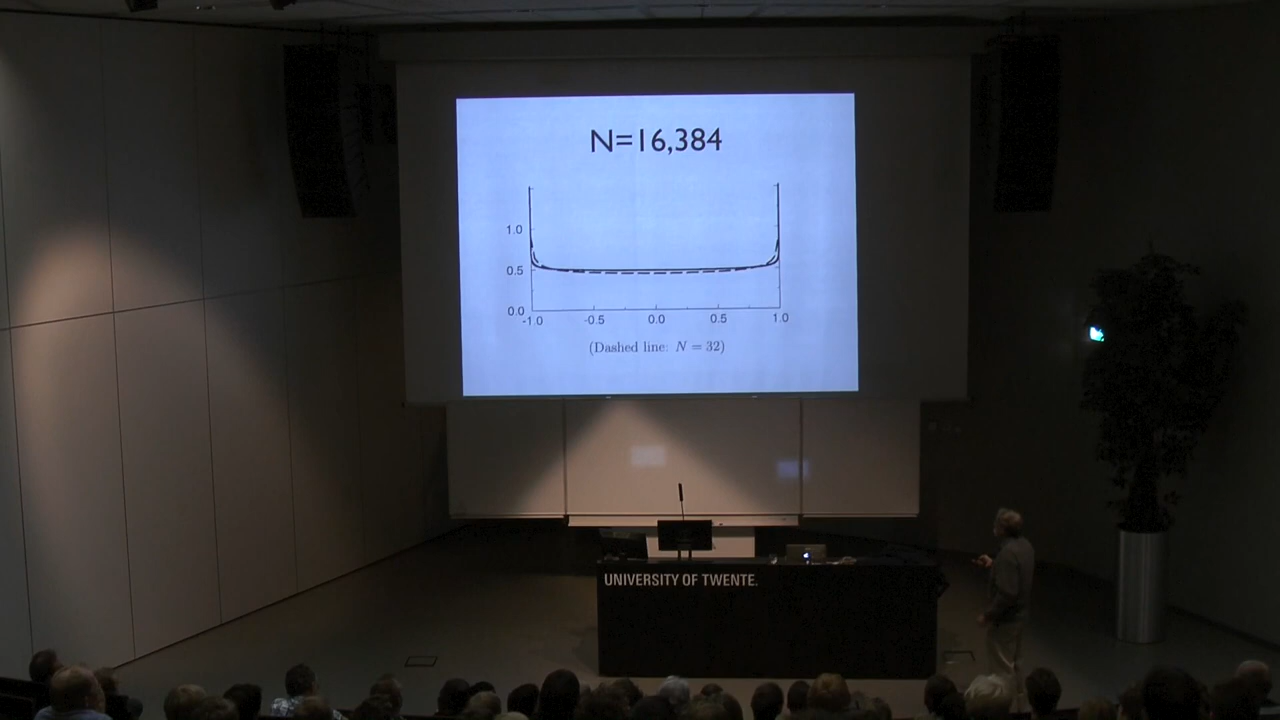 N=16,384
1.0
0.5
0.0
-1.0 -0.5 0.0 0.5 1.0
(Dashed line: N = 32)
UNIVERSITY OF TWENTE.